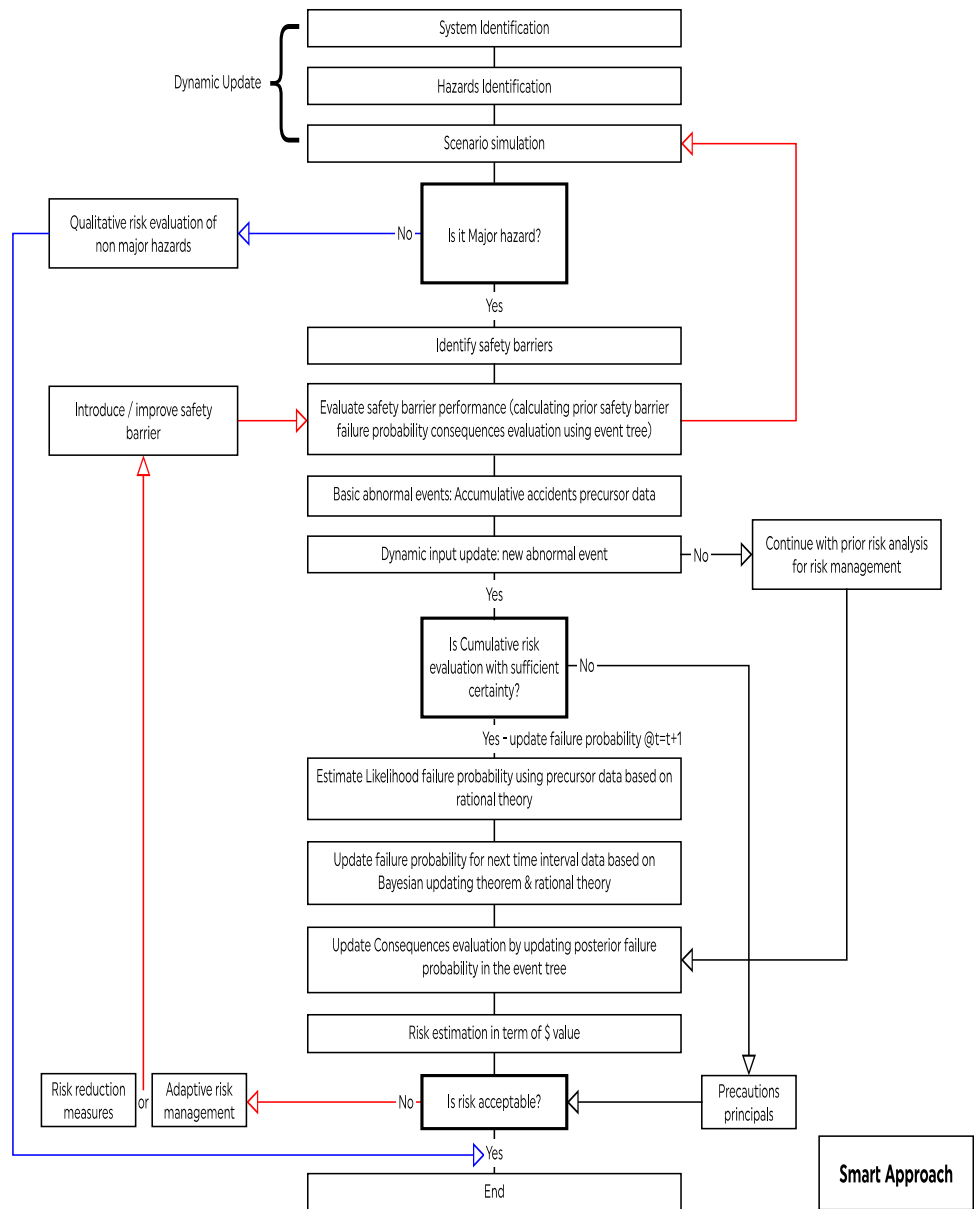 System Identification
Dynamic Update
Hazards Identification
Scenario simulation
Qualitative risk evaluation of
non major hazards
No
Is it Major hazard?
Yes
Identify safety barriers
Introduce / improve safety
barrier
Evaluate safety barrier performance (calculating prior safety barrier
failure probability consequences evaluation using event tree)
Basic abnormal events: Accumulative accidents precursor data
Dynamic input update: new abnormal event
No
Continue with prior risk analysis
for risk management
Yes
Is Cumulative risk
evaluation with sufficient
certainty?
No
Yes - update failure probability @t=t+1
Estimate Likelihood failure probability using precursor data based on
rational theory
Update failure probability for next time interval data based on
Bayesian updating theorem & rational theory
Update Consequences evaluation by updating posterior failure
probability in the event tree
Risk estimation in term of $ value
Risk reduction
measures
or
Adaptive risk
management
No
Is risk acceptable?
Precautions
principals
Yes
Smart Approach
End